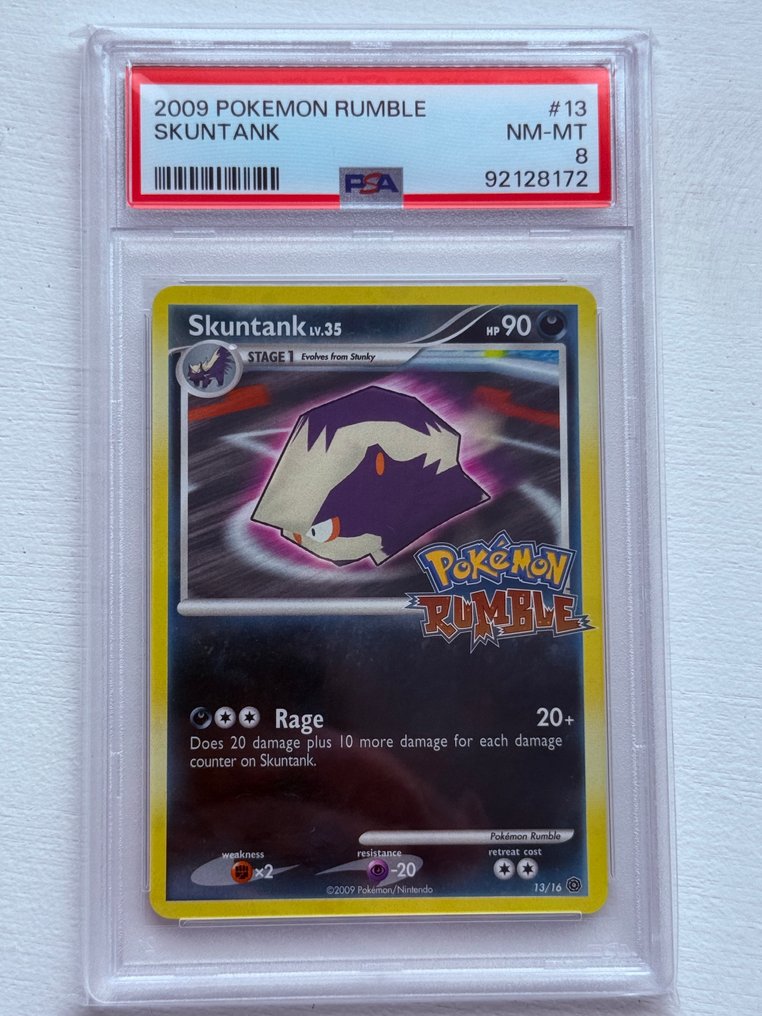 2009 POKEMON RUMBLE #13
SKUNTANK NM-MT
8
PSA 92128172
Skuntank LV.35 HP 90
STAGE 1 Evolves from Stunky
POKéMON
RUMBLE
Rage 20+
Does 20 damage plus 10 more damage for each damage
counter on Skuntank.
Pokémon Rumble
weakness resistance retreat cost
×2 -20
©2009 Pokémon/Nintendo 13/16